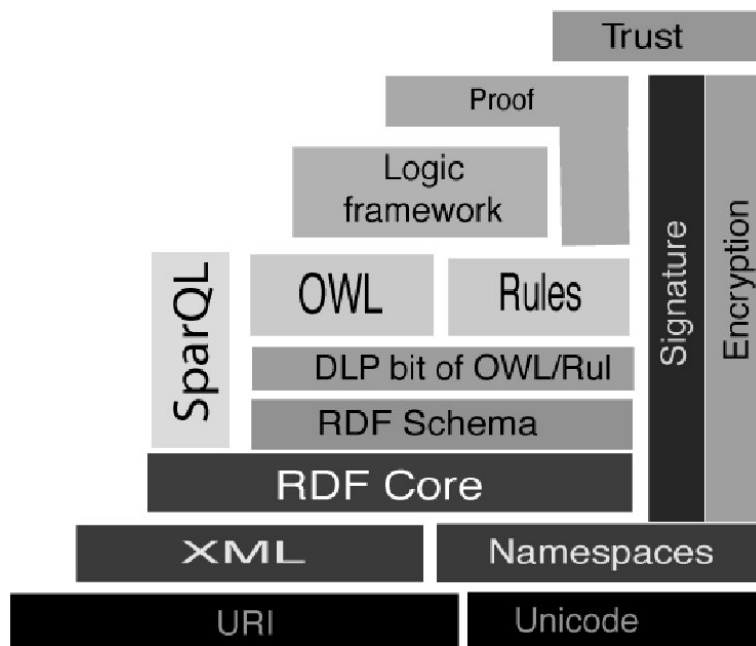 Trust
Proof
Logic
framework
SparQL
OWL
Rules
Signature
Encryption
DLP bit of OWL/Rul
RDF Schema
RDF Core
XML
Namespaces
URI
Unicode